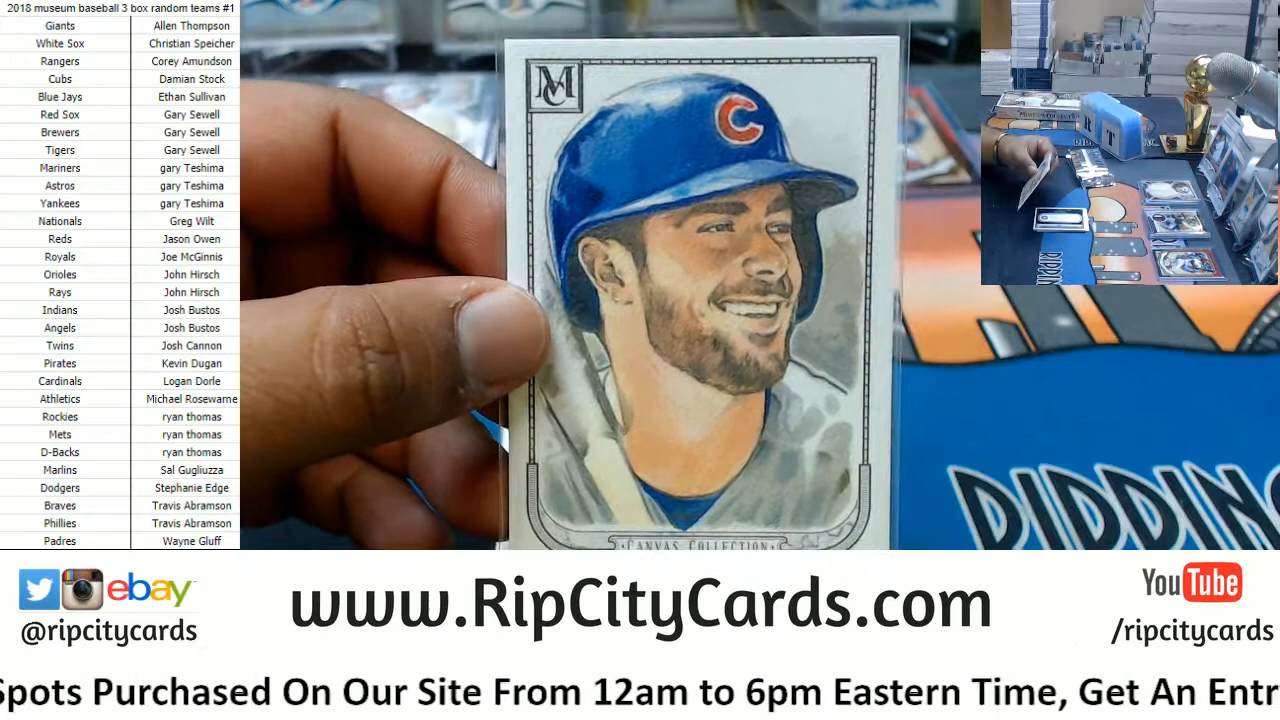 2018 museum baseball 3 box random teams #1
Giants Allen Thompson
White Sox Christian Speicher
Rangers Corey Amundson
Cubs Damian Stock
Blue Jays Ethan Sullivan
Red Sox Gary Sewell
Brewers Gary Sewell
Tigers Gary Sewell
Mariners gary Teshima
Astros gary Teshima
Yankees gary Teshima
Nationals Greg Wilt
Reds Jason Owen
Royals Joe McGinnis
Orioles John Hirsch
Rays John Hirsch
Indians Josh Bustos
Angels Josh Bustos
Twins Josh Cannon
Pirates Kevin Dugan
Cardinals Logan Dorle
Athletics Michael Rosewarne
Rockies ryan thomas
Mets ryan thomas
D-Backs ryan thomas
Marlins Sal Gugliuzza
Dodgers Stephanie Edge
Braves Travis Abramson
Phillies Travis Abramson
Padres Wayne Gluff
MC
C
CANVAS COLLECTION
R T
ebay
@ripcitycards
www.RipCityCards.com
YouTube
/ripcitycards
Spots Purchased On Our Site From 12am to 6pm Eastern Time, Get An Entr